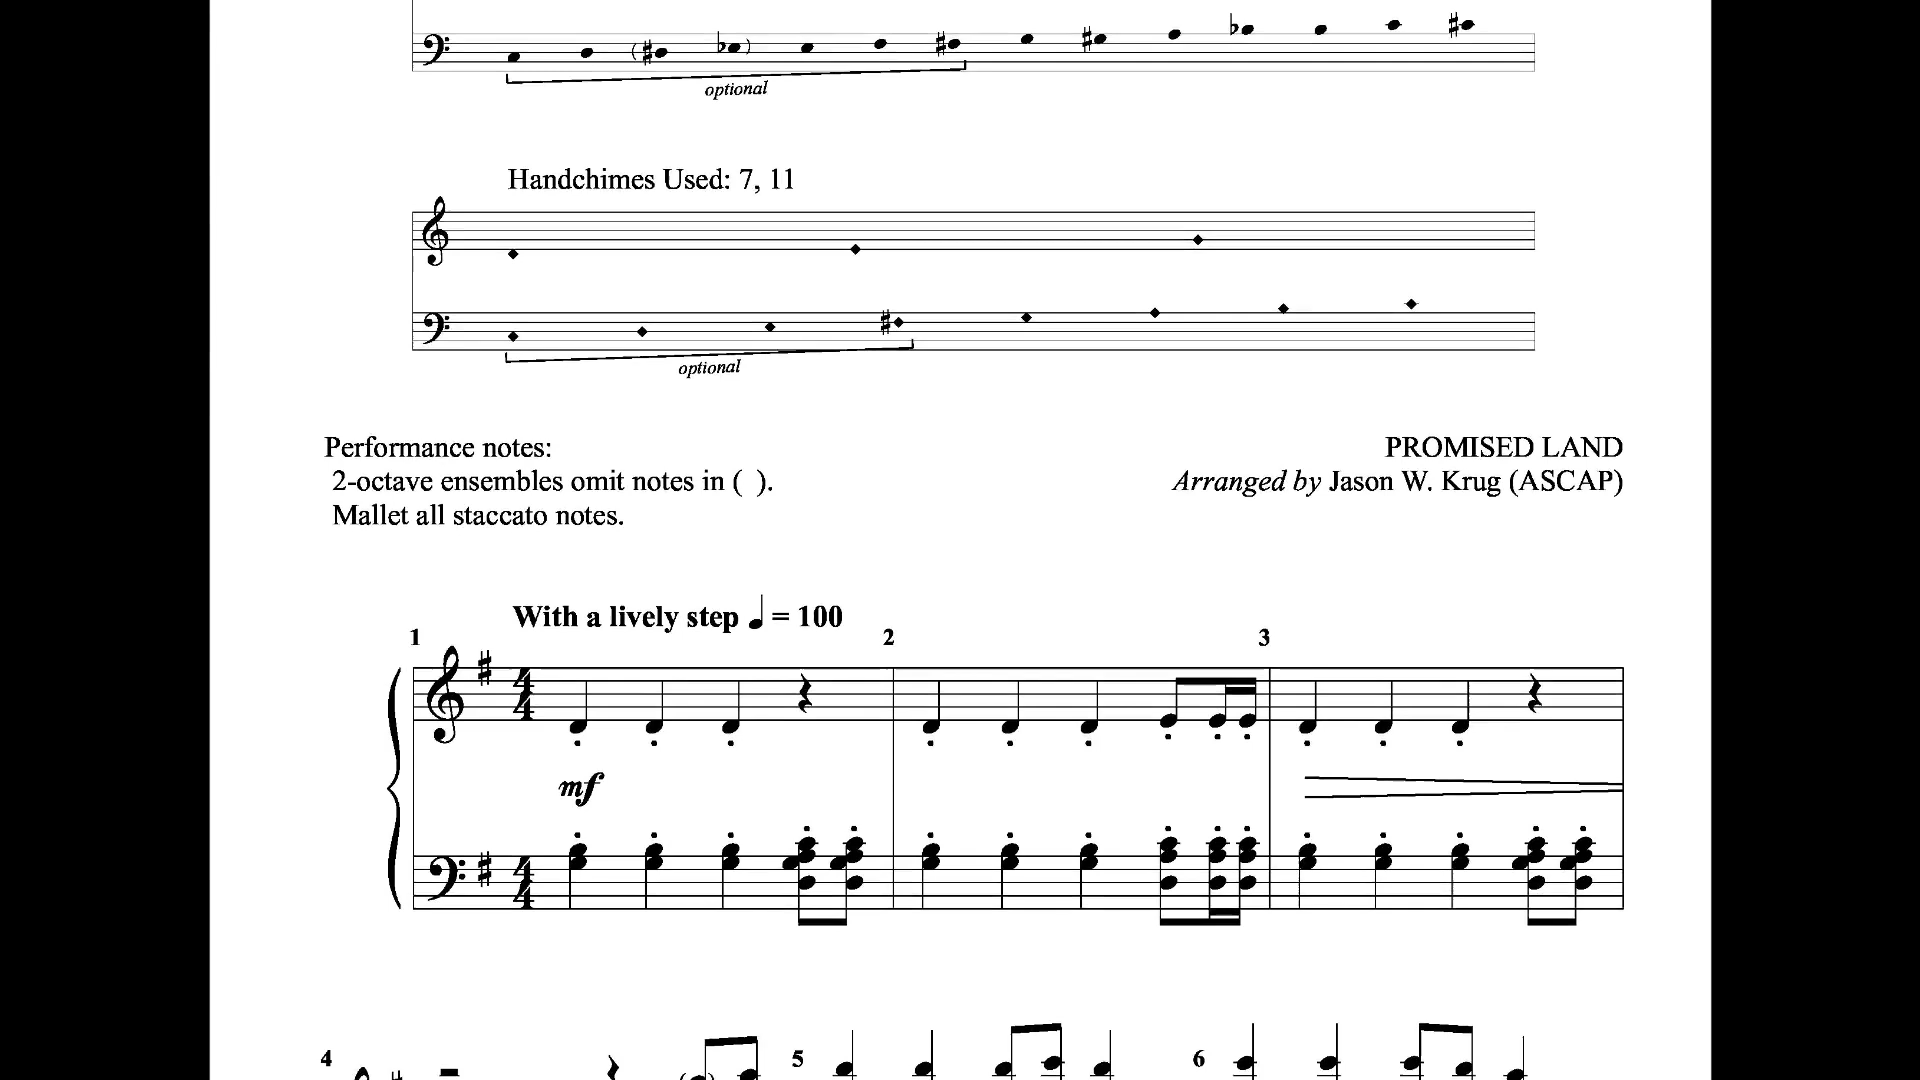 optional
Handchimes Used: 7, 11
optional
Performance notes:
2-octave ensembles omit notes in ( ).
Mallet all staccato notes.
PROMISED LAND
Arranged by Jason W. Krug (ASCAP)
With a lively step ♩ = 100
1 2 3
mf
4 5 6